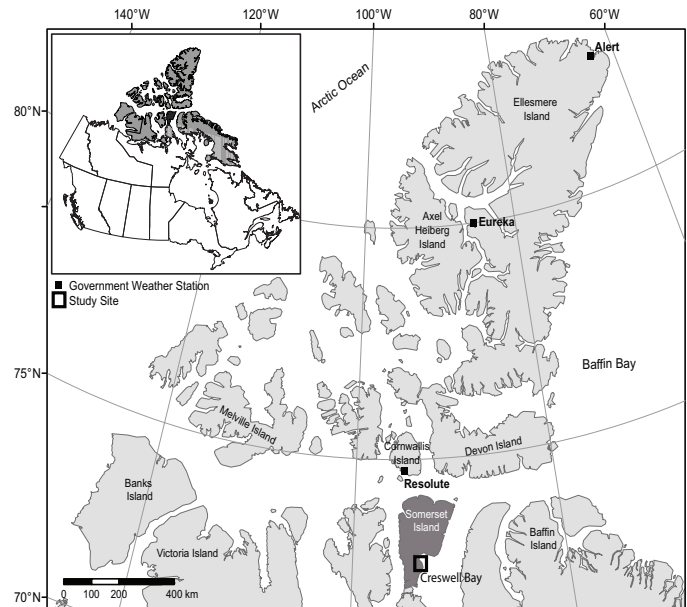 140°W 120°W 100°W 80°W 60°W
Alert
Arctic Ocean
Ellesmere
Island
80°N
Axel
Heiberg
Island
Eureka
Government Weather Station
Study Site
Baffin Bay
75°N
Melville Island
Cornwallis
Island
Devon Island
Resolute
Banks
Island
Somerset
Island
Baffin
Island
Victoria Island
Creswell Bay
0 100 200 400 km
70°N